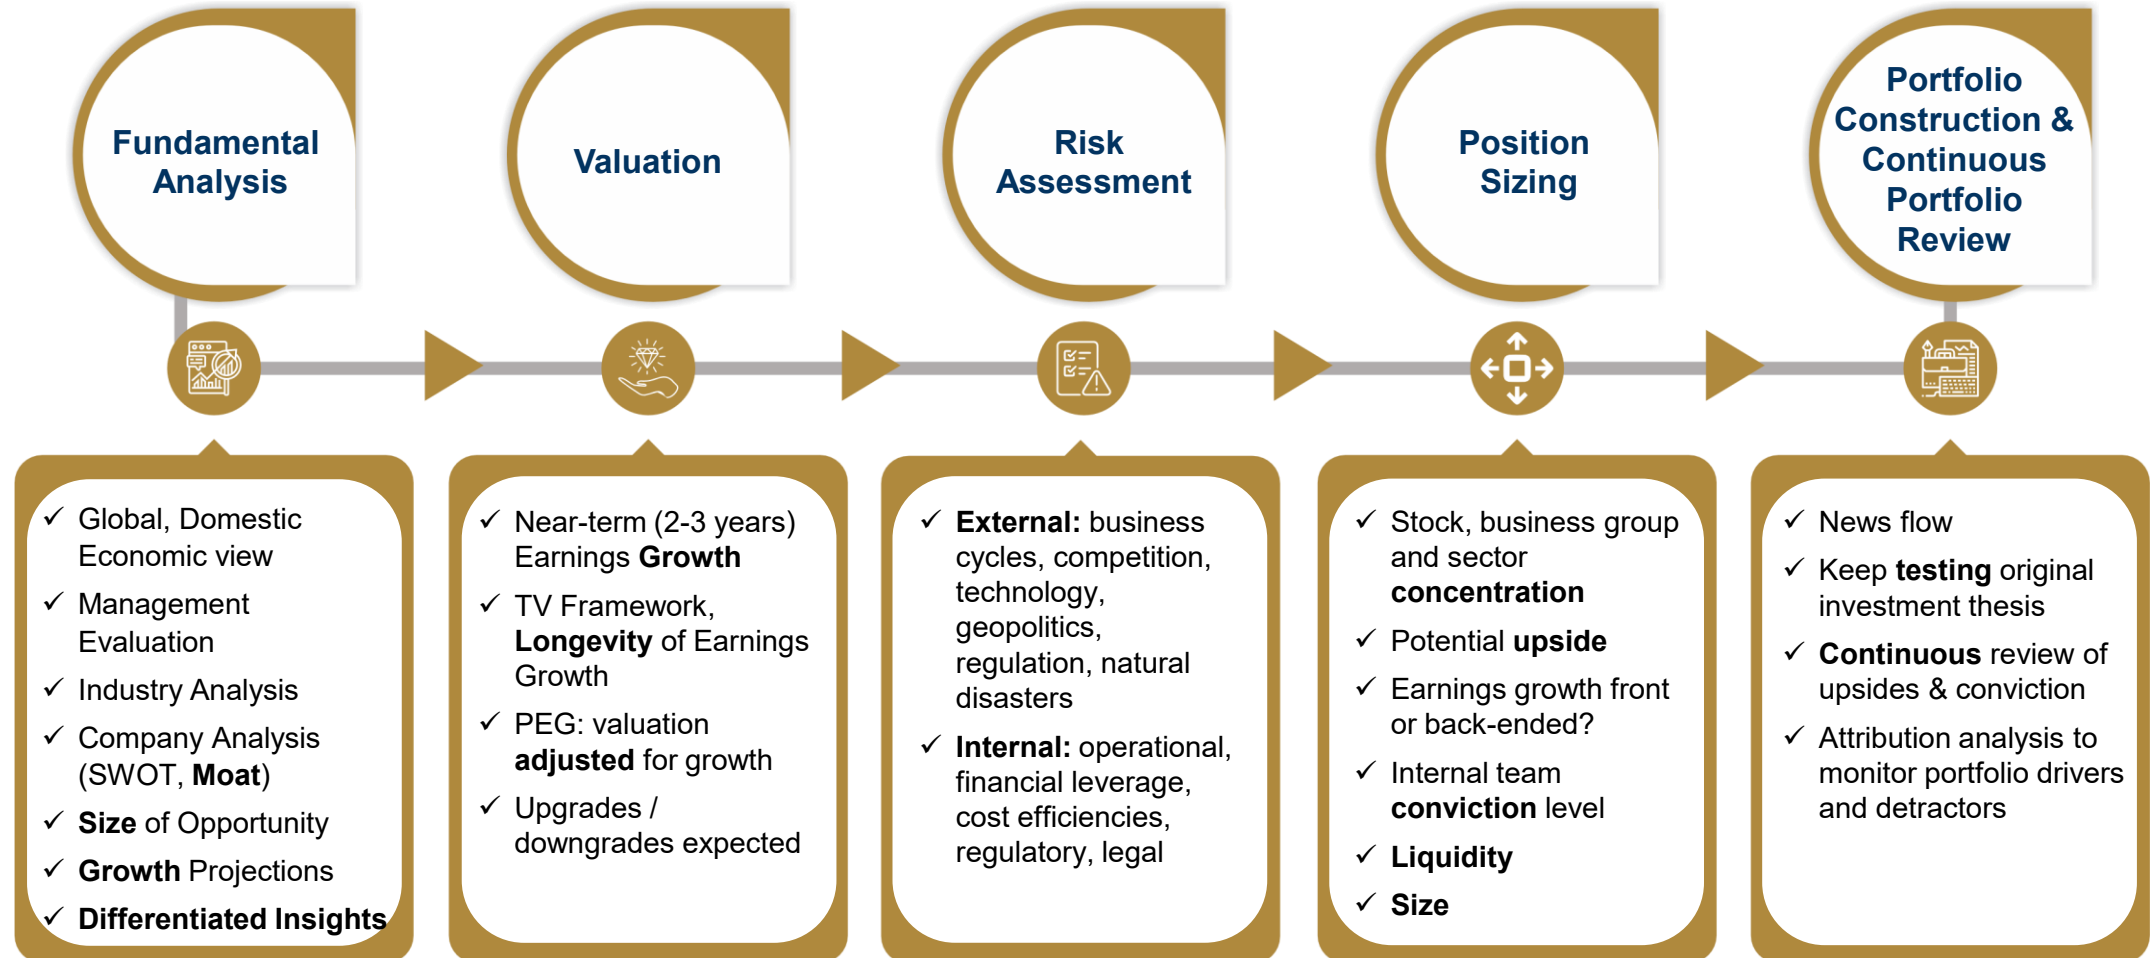 Fundamental
Analysis
Valuation
Risk
Assessment
Position
Sizing
Portfolio
Construction &
Continuous
Portfolio
Review
✓ Global, Domestic
Economic view
✓ Management
Evaluation
✓ Industry Analysis
✓ Company Analysis
(SWOT, Moat)
✓ Size of Opportunity
✓ Growth Projections
✓ Differentiated Insights
✓ Near-term (2-3 years)
Earnings Growth
✓ TV Framework,
Longevity of Earnings
Growth
✓ PEG: valuation
adjusted for growth
✓ Upgrades /
downgrades expected
✓ External: business
cycles, competition,
technology,
geopolitics,
regulation, natural
disasters
✓ Internal: operational,
financial leverage,
cost efficiencies,
regulatory, legal
✓ Stock, business group
and sector
concentration
✓ Potential upside
✓ Earnings growth front
or back-ended?
✓ Internal team
conviction level
✓ Liquidity
✓ Size
✓ News flow
✓ Keep testing original
investment thesis
✓ Continuous review of
upsides & conviction
✓ Attribution analysis to
monitor portfolio drivers
and detractors